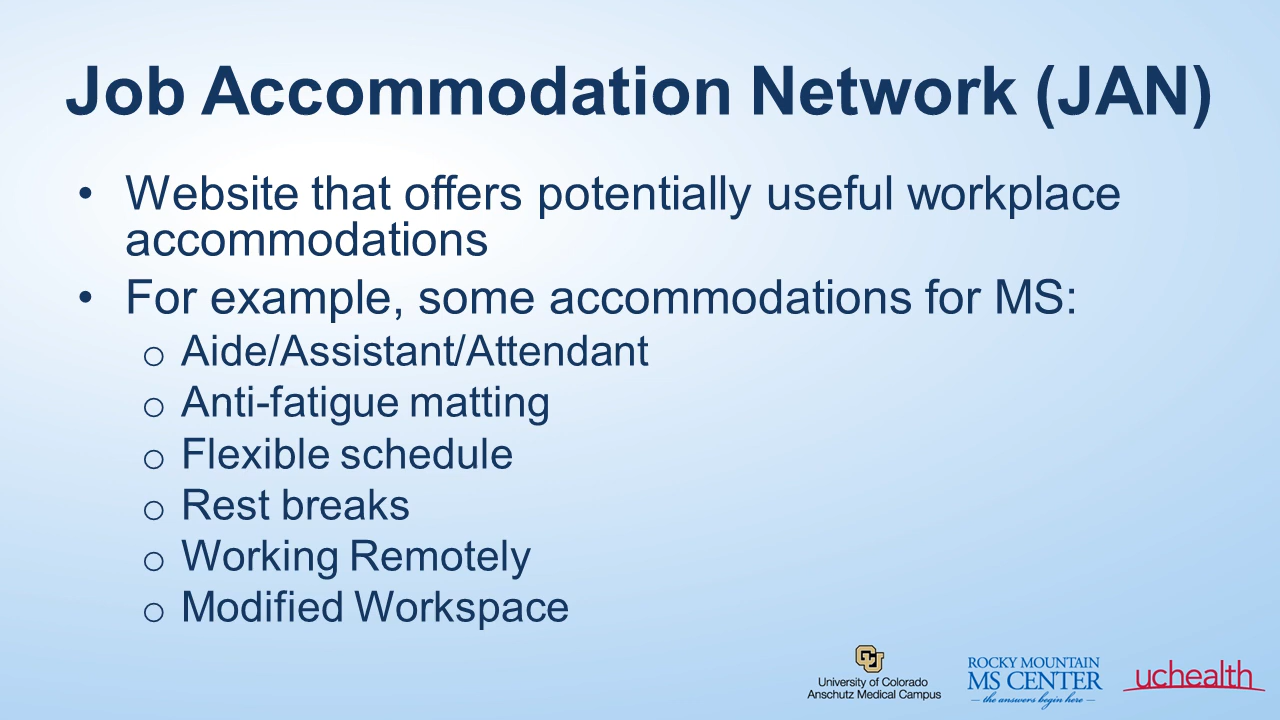 Job Accommodation Network (JAN)
• Website that offers potentially useful workplace
accommodations
• For example, some accommodations for MS:
o Aide/Assistant/Attendant
o Anti-fatigue matting
o Flexible schedule
o Rest breaks
o Working Remotely
o Modified Workspace
CU
University of Colorado
Anschutz Medical Campus
ROCKY MOUNTAIN
MS CENTER
— the answers begin here —
uchealth